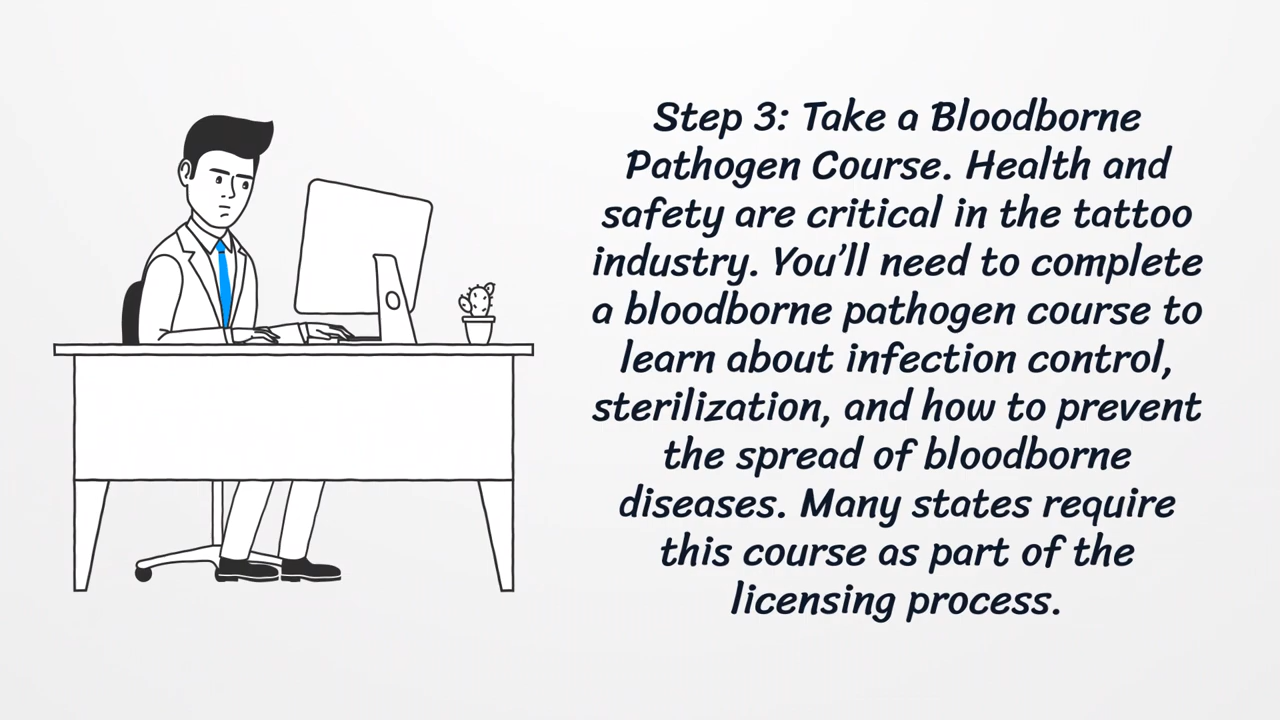 Step 3: Take a Bloodborne
Pathogen Course. Health and
safety are critical in the tattoo
industry. You’ll need to complete
a bloodborne pathogen course to
learn about infection control,
sterilization, and how to prevent
the spread of bloodborne
diseases. Many states require
this course as part of the
licensing process.